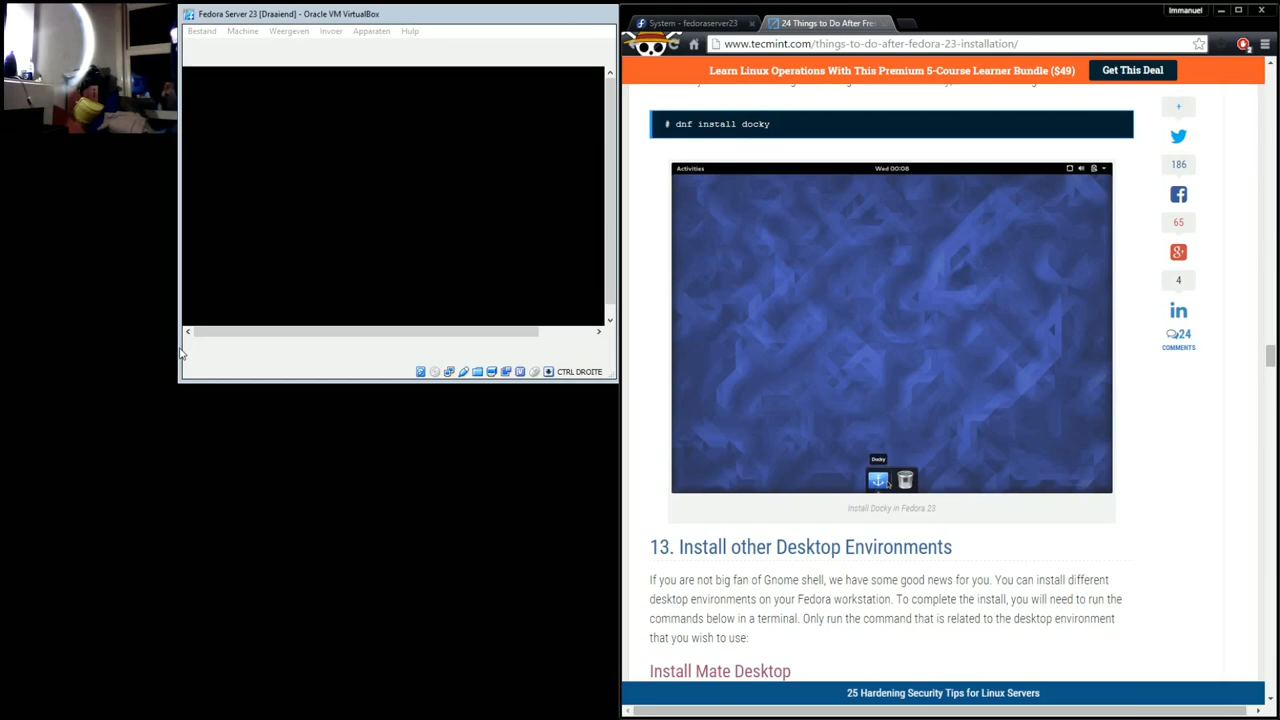 Fedora Server 23 [Draaiend] - Oracle VM VirtualBox
Bestand Machine Weergeven Invoer Apparaten Hulp
CTRL DROITE
System - fedoraserver23
24 Things to Do After Fres
Immanuel
www.tecmint.com/things-to-do-after-fedora-23-installation/
2
Learn Linux Operations With This Premium 5-Course Learner Bundle ($49)
Get This Deal
# dnf install docky
Activities
Wed 00:08
Docky
Install Docky in Fedora 23
13. Install other Desktop Environments
If you are not big fan of Gnome shell, we have some good news for you. You can install different
desktop environments on your Fedora workstation. To complete the install, you will need to run the
commands below in a terminal. Only run the command that is related to the desktop environment
that you wish to use:
Install Mate Desktop
+
186
65
4
24
COMMENTS
25 Hardening Security Tips for Linux Servers